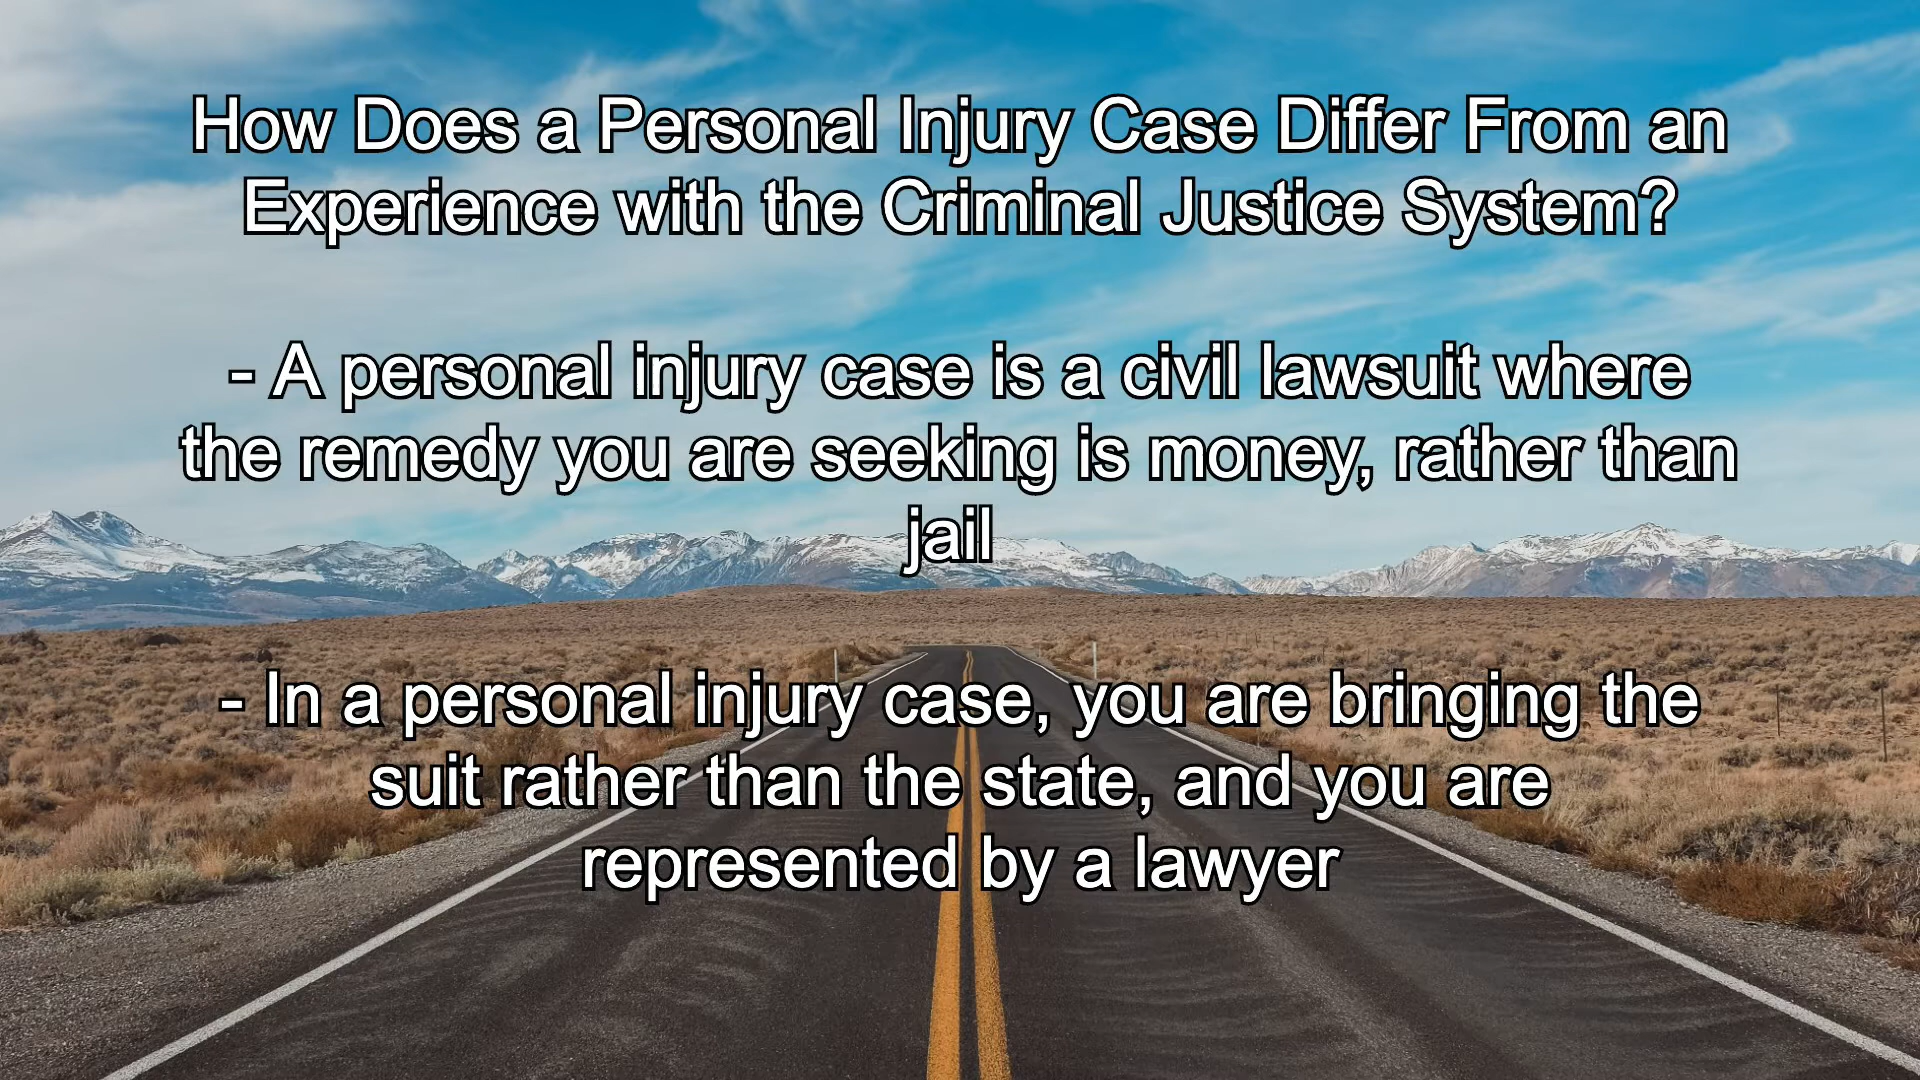 How Does a Personal Injury Case Differ From an
Experience with the Criminal Justice System?
- A personal injury case is a civil lawsuit where
the remedy you are seeking is money, rather than
jail
- In a personal injury case, you are bringing the
suit rather than the state, and you are
represented by a lawyer